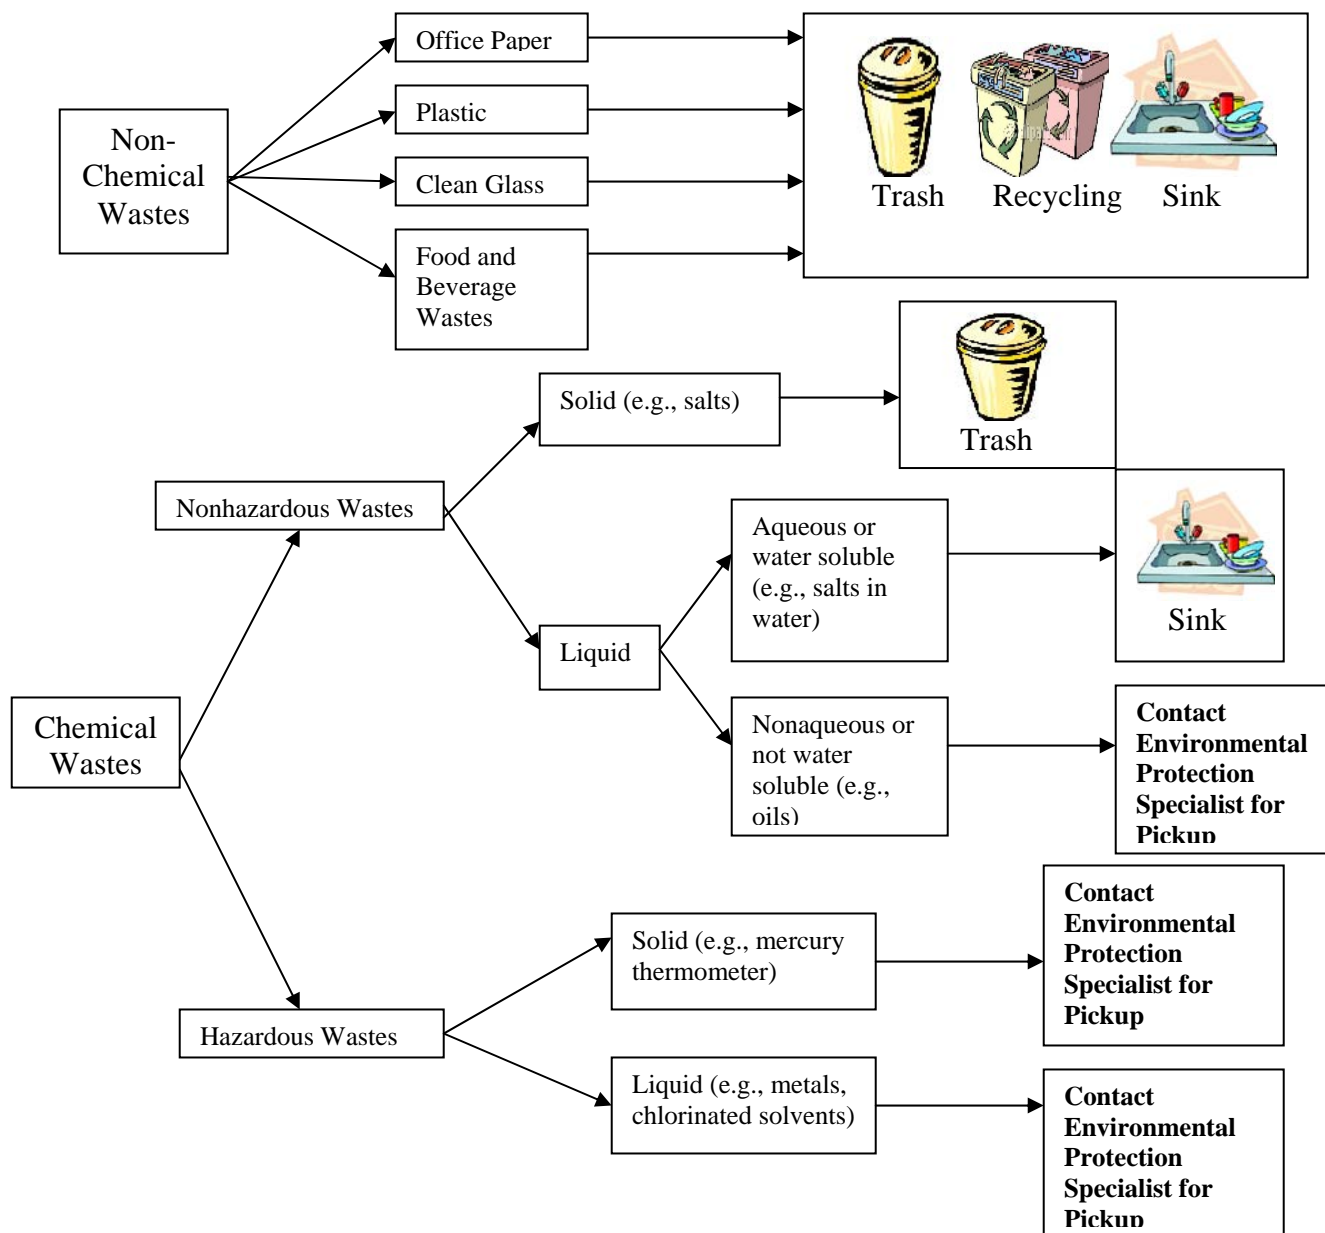 Office Paper
Plastic
Clean Glass
Food and
Beverage
Wastes
Non-
Chemical
Wastes
Trash
Recycling
Sink
Solid (e.g., salts)
Trash
Nonhazardous Wastes
Aqueous or
water soluble
(e.g., salts in
water)
Sink
Liquid
Nonaqueous or
not water
soluble (e.g.,
oils)
Contact
Environmental
Protection
Specialist for
Pickup
Chemical
Wastes
Solid (e.g., mercury
thermometer)
Contact
Environmental
Protection
Specialist for
Pickup
Hazardous Wastes
Liquid (e.g., metals,
chlorinated solvents)
Contact
Environmental
Protection
Specialist for
Pickup